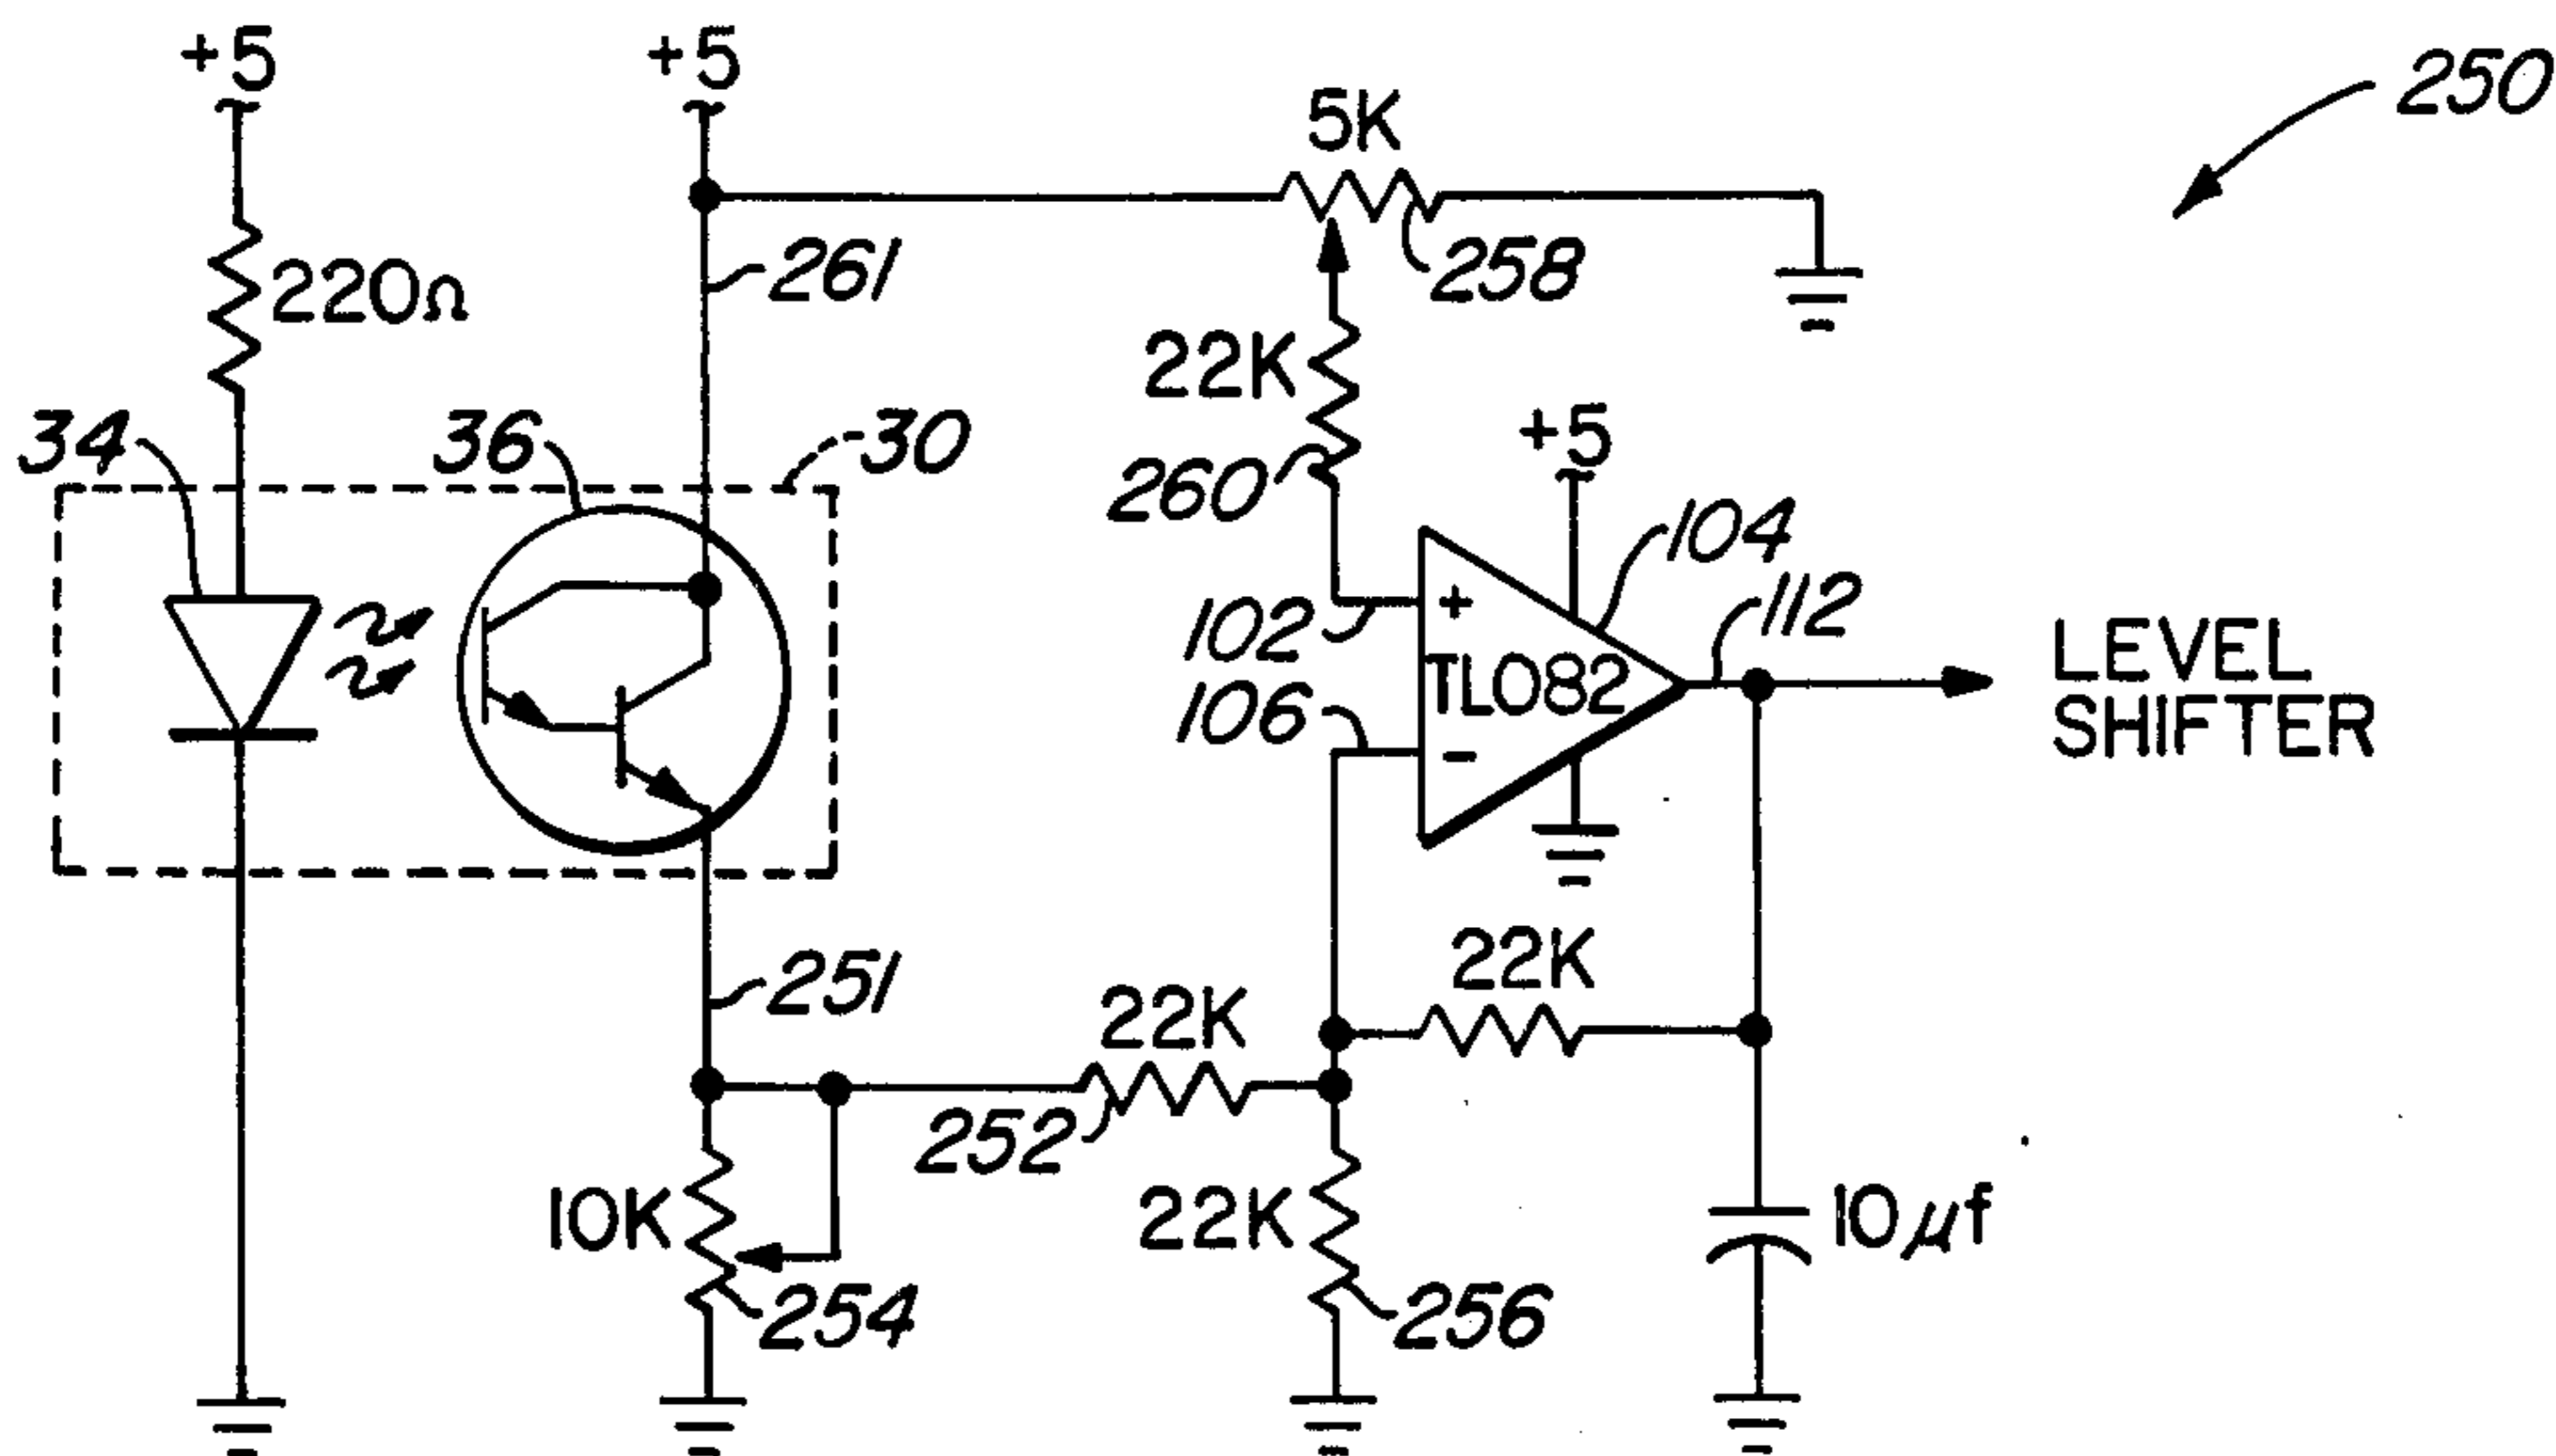 +5
+5
250
5K
261
258
220Ω
22K
34
36
30
+5
260
104
102
112
TL082
+
-
106
LEVEL
SHIFTER
251
22K
22K
252
10K
22K
10μf
254
256